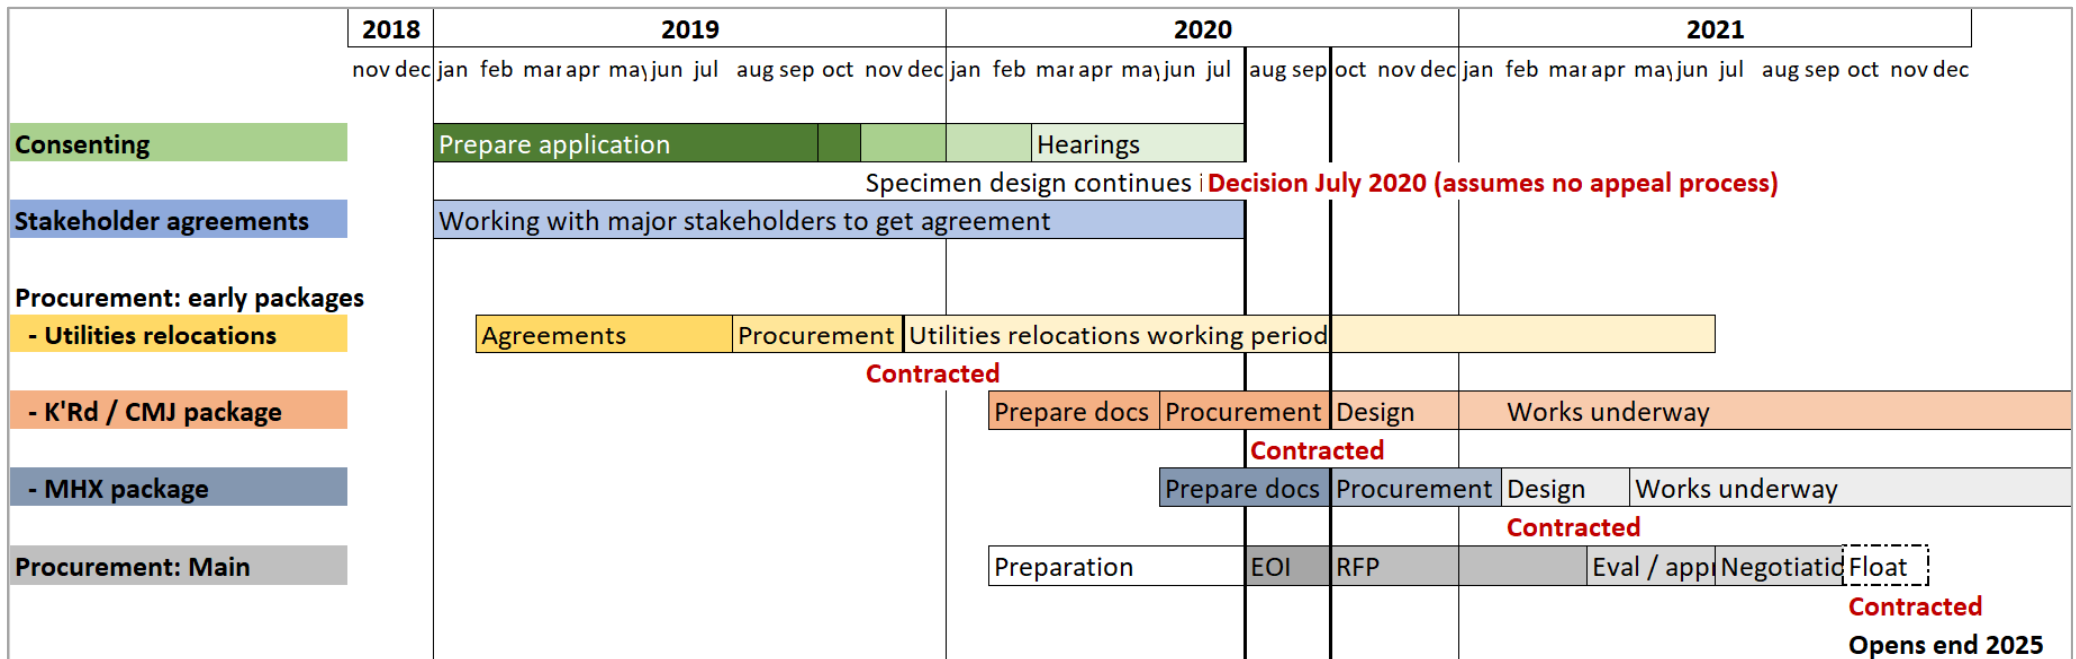 2018 2019 2020 2021
nov dec jan feb mar apr may jun jul aug sep oct nov dec jan feb mar apr may jun jul aug sep oct nov dec jan feb mar apr may jun jul aug sep oct nov dec
Consenting Prepare application Hearings
Specimen design continues Decision July 2020 (assumes no appeal process)
Stakeholder agreements Working with major stakeholders to get agreement
Procurement: early packages
- Utilities relocations Agreements Procurement Utilities relocations working period
Contracted
- K'Rd / CMJ package Prepare docs Procurement Design Works underway
Contracted
- MHX package Prepare docs Procurement Design Works underway
Contracted
Procurement: Main Preparation EOI RFP Eval / appr Negotiatio Float
Contracted
Opens end 2025